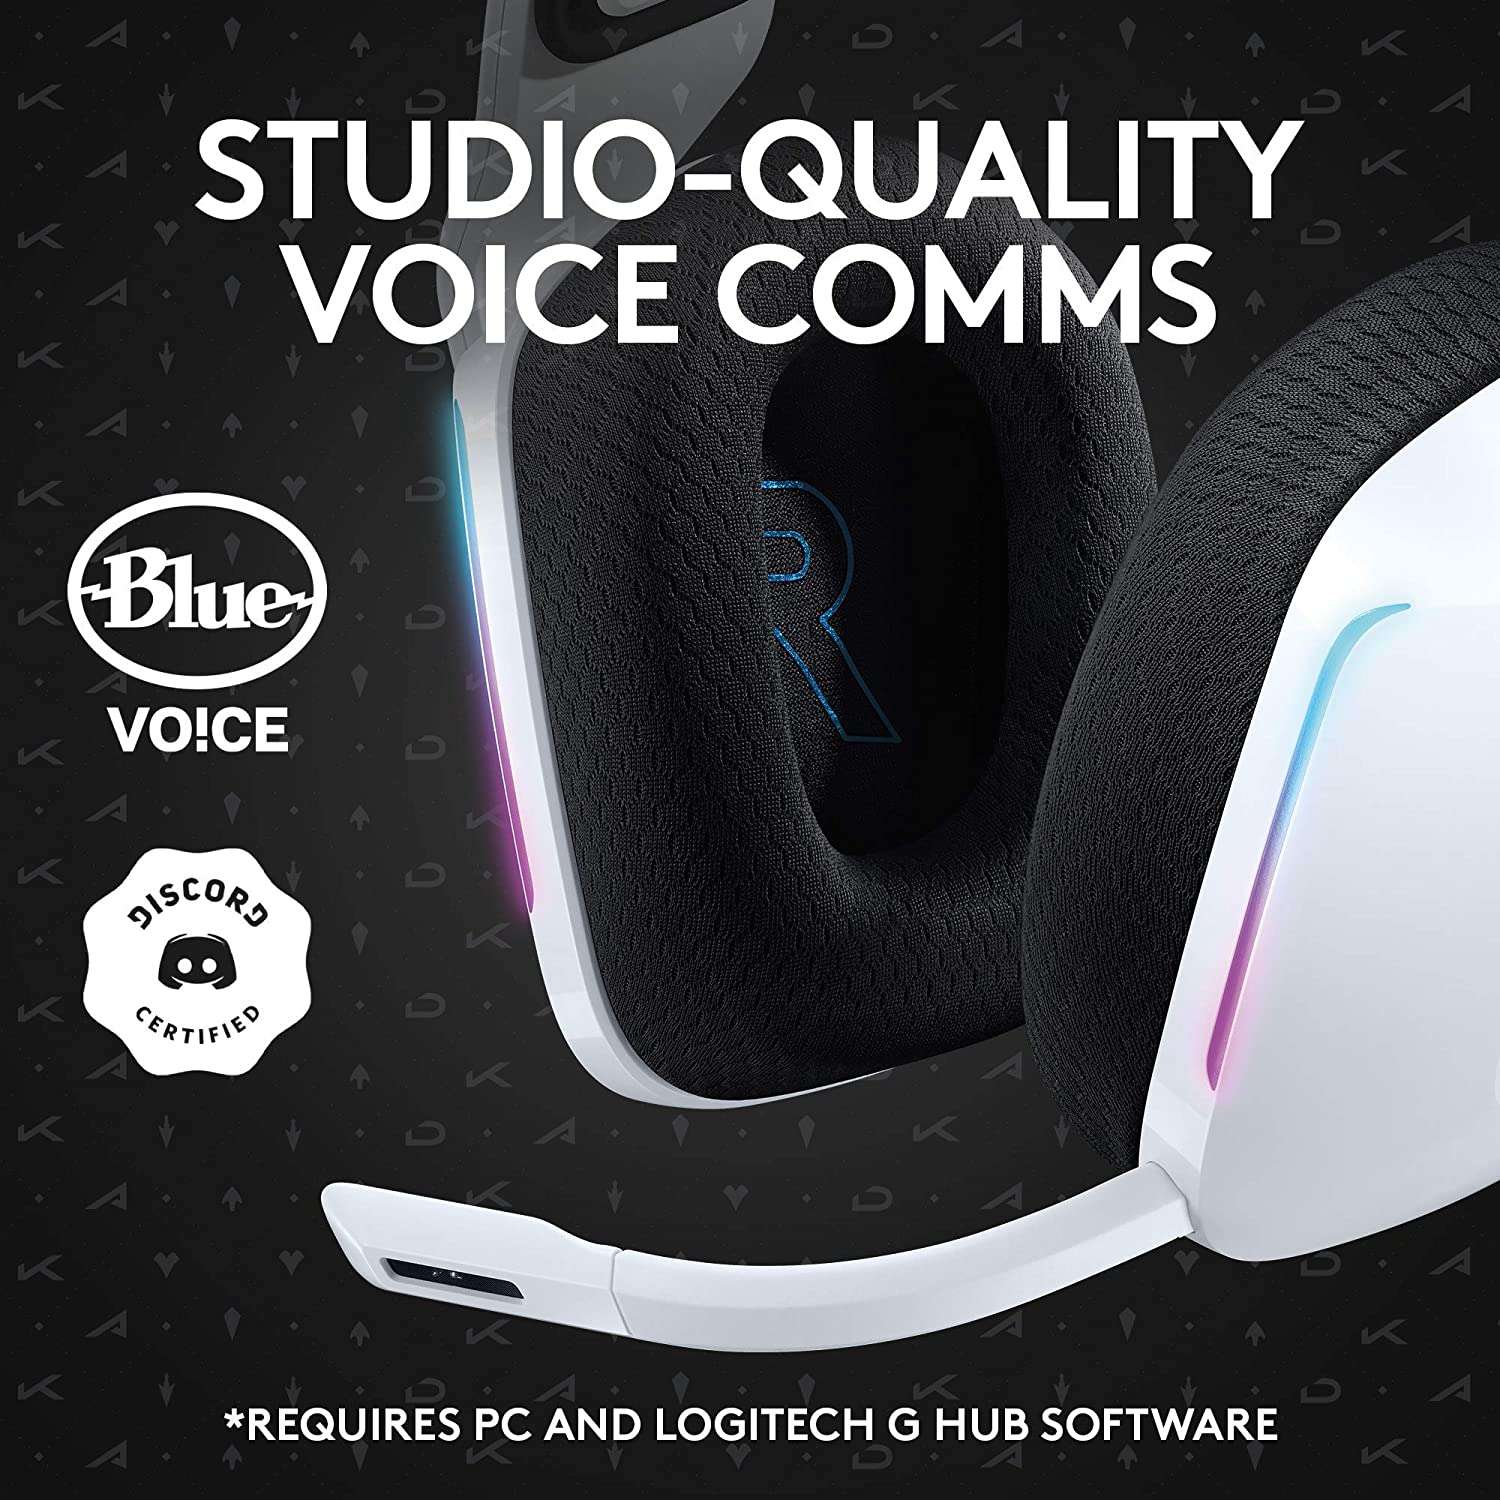 STUDIO-QUALITY
VOICE COMMS
R
Blue
VO!CE
DISCORD
CERTIFIED
*REQUIRES PC AND LOGITECH G HUB SOFTWARE